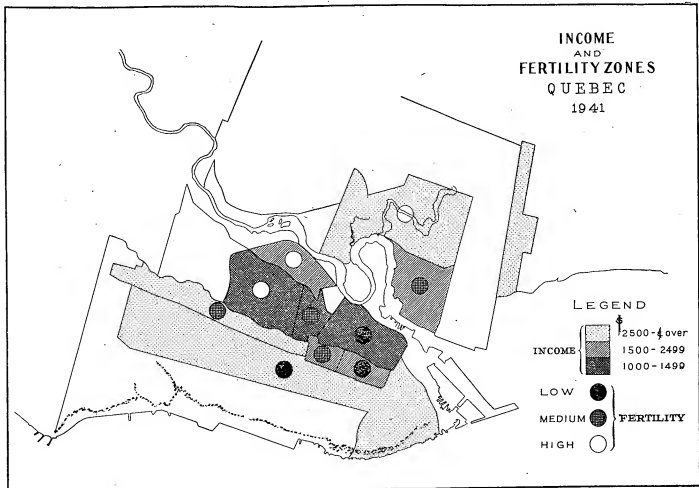 INCOME
AND
FERTILITY ZONES
QUEBEC
1941
LEGEND
$
INCOME
2500-& over
1500-2499
1000-1499
LOW
MEDIUM
HIGH
FERTILITY